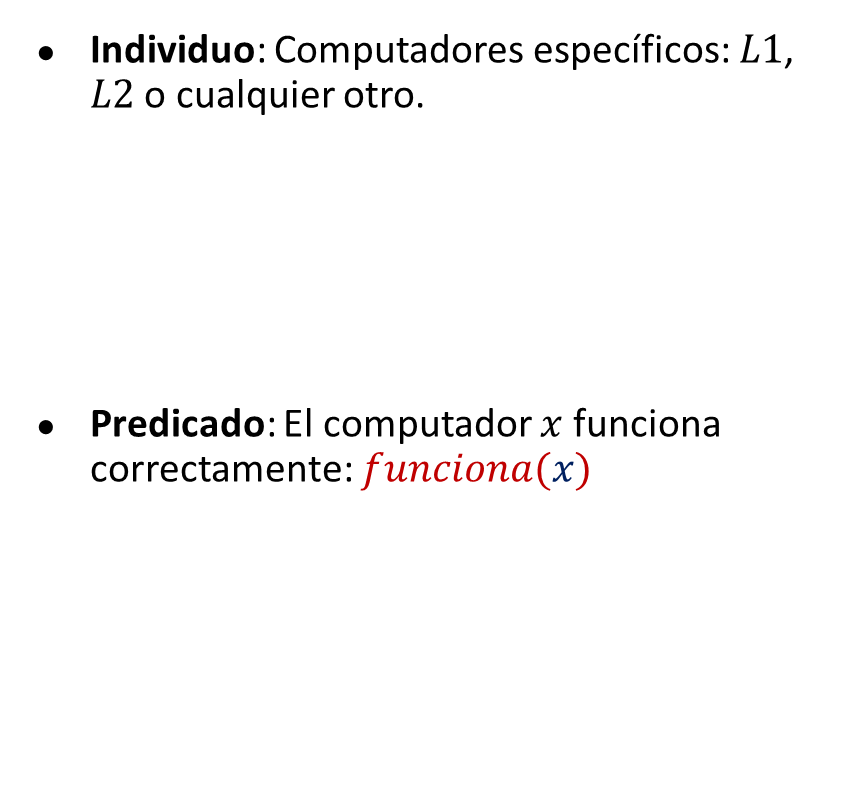 • Individuo: Computadores específicos: L1,
L2 o cualquier otro.
• Predicado: El computador x funciona
correctamente: funciona(x)